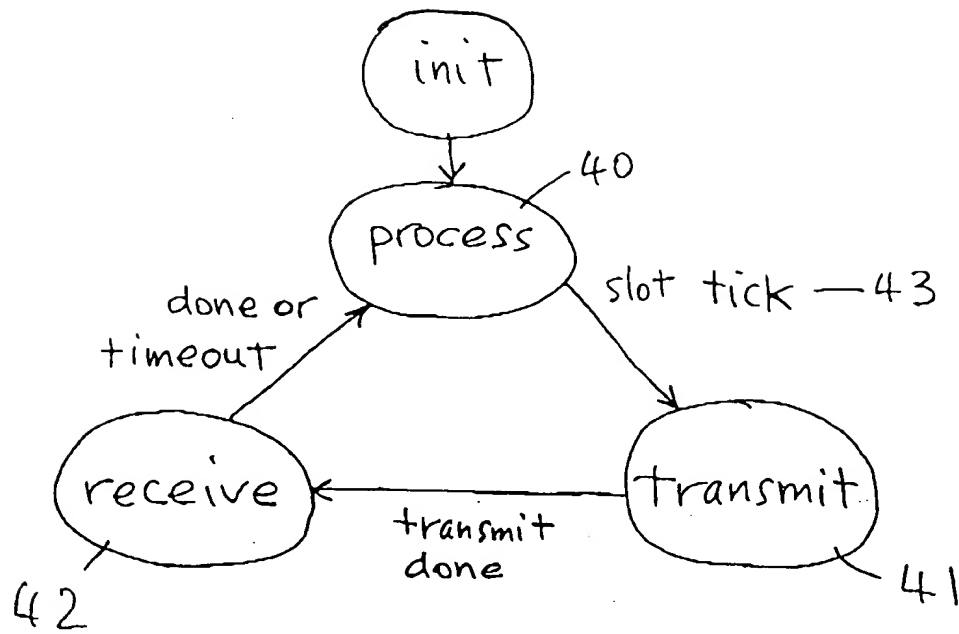 init
40
process
slot tick — 43
done or
timeout
receive
transmit
transmit
done
42
41